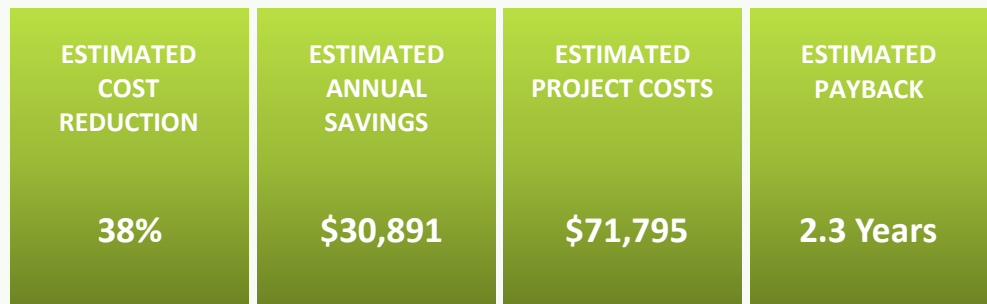 ESTIMATED
COST
REDUCTION
38%
ESTIMATED
ANNUAL
SAVINGS
$30,891
ESTIMATED
PROJECT COSTS
$71,795
ESTIMATED
PAYBACK
2.3 Years